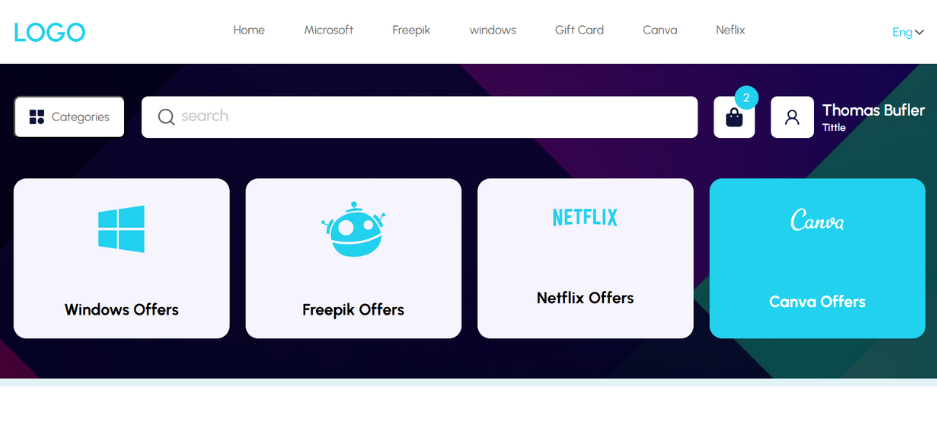 LOGO
Home Microsoft Freepik windows Gift Card Canva Neflix
Eng
Categories
search
2
Thomas Bufler
Tittle
NETFLIX
Canva
Windows Offers
Freepik Offers
Netflix Offers
Canva Offers